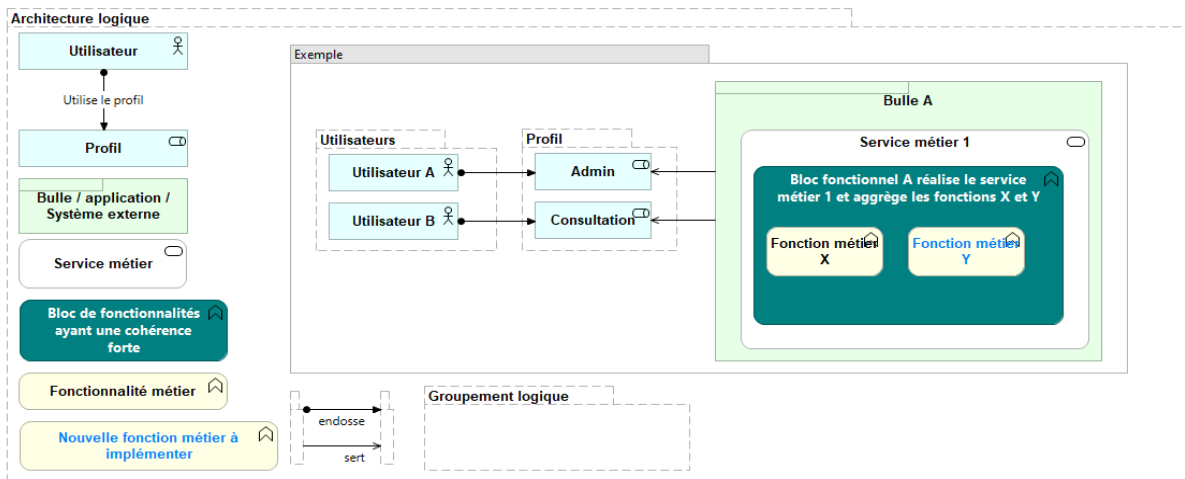 Architecture logique
Utilisateur
Utilise le profil
Profil
Bulle / application /
Système externe
Service métier
Bloc de fonctionnalités
ayant une cohérence
forte
Fonctionnalité métier
Nouvelle fonction métier à
implémenter
Exemple
Utilisateurs
Utilisateur A
Utilisateur B
Profil
Admin
Consultation
Bulle A
Service métier 1
Bloc fonctionnel A réalise le service
métier 1 et aggrège les fonctions X et Y
Fonction métier
X
Fonction métier
Y
endosse
sert
Groupement logique